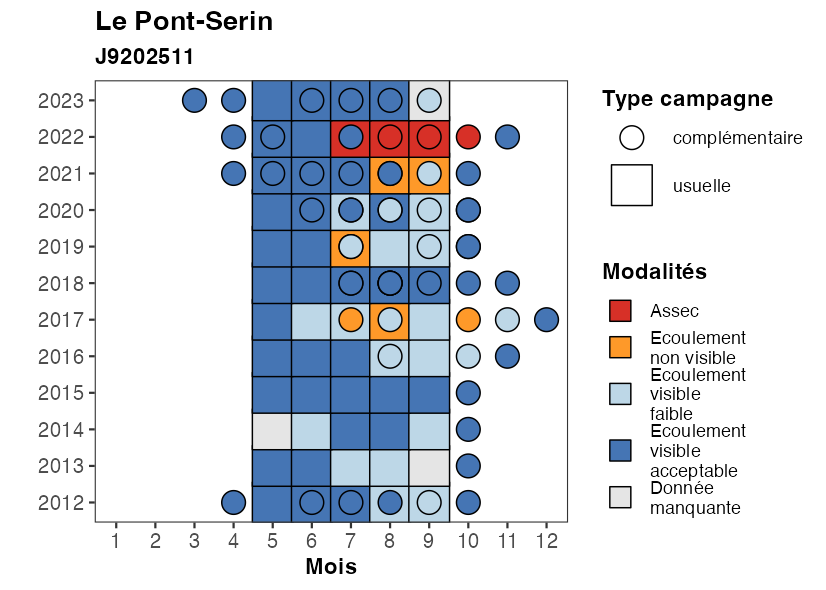 Le Pont-Serin
J9202511
2023
2022
2021
2020
2019
2018
2017
2016
2015
2014
2013
2012
1 2 3 4 5 6 7 8 9 10 11 12
Mois
Type campagne
complémentaire
usuelle
Modalités
Assec
Ecoulement
non visible
Ecoulement
visible
faible
Ecoulement
visible
acceptable
Donnée
manquante